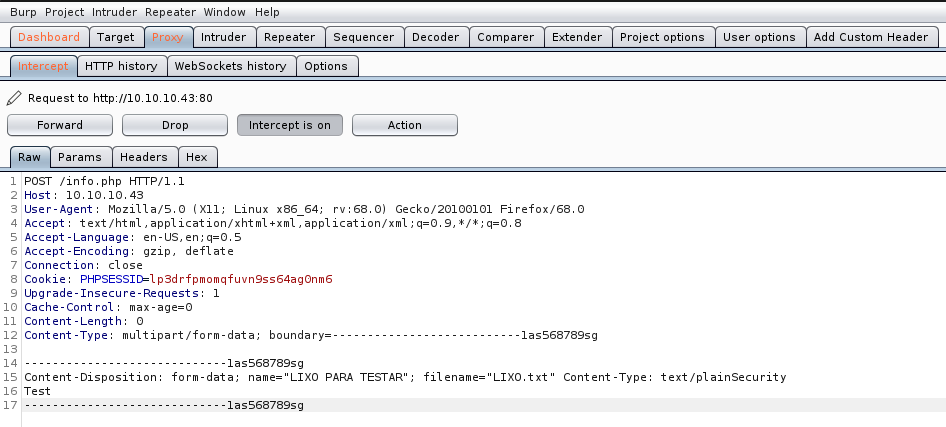 Burp Project Intruder Repeater Window Help
Dashboard Target Proxy Intruder Repeater Sequencer Decoder Comparer Extender Project options User options Add Custom Header
Intercept HTTP history WebSockets history Options
Request to http://10.10.10.43:80
Forward Drop Intercept is on Action
Raw Params Headers Hex
1 POST /info.php HTTP/1.1
2 Host: 10.10.10.43
3 User-Agent: Mozilla/5.0 (X11; Linux x86_64; rv:68.0) Gecko/20100101 Firefox/68.0
4 Accept: text/html,application/xhtml+xml,application/xml;q=0.9,*/*;q=0.8
5 Accept-Language: en-US,en;q=0.5
6 Accept-Encoding: gzip, deflate
7 Connection: close
8 Cookie: PHPSESSID=lp3drfpmomqfuvn9ss64ag0nm6
9 Upgrade-Insecure-Requests: 1
10 Cache-Control: max-age=0
11 Content-Length: 0
12 Content-Type: multipart/form-data; boundary=---------------------------1as568789sg
13
14 -----------------------------1as568789sg
15 Content-Disposition: form-data; name="LIXO PARA TESTAR"; filename="LIXO.txt" Content-Type: text/plainSecurity
16 Test
17 -----------------------------1as568789sg